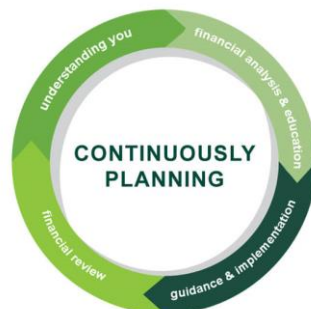 understanding you
financial analysis & education
CONTINUOUSLY
PLANNING
guidance & implementation
financial review